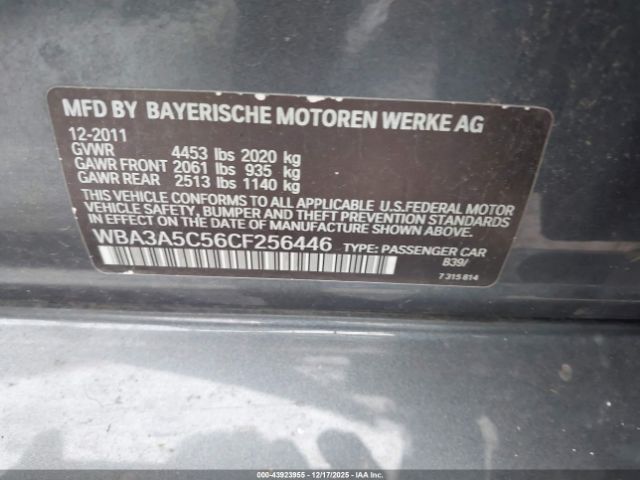 MFD BY BAYERISCHE MOTOREN WERKE AG
12-2011
GVWR 4453 lbs 2020 kg
GAWR FRONT 2061 lbs 935 kg
GAWR REAR 2513 lbs 1140 kg
THIS VEHICLE CONFORMS TO ALL APPLICABLE U.S.FEDERAL MOTOR
VEHICLE SAFETY, BUMPER AND THEFT PREVENTION STANDARDS
IN EFFECT ON THE DATE OF MANUFACTURE SHOWN ABOVE.
WBA3A5C56CF256446 TYPE: PASSENGER CAR
B39/
7 315 814
000-43923955 | 12/17/2025 | IAAI.COM